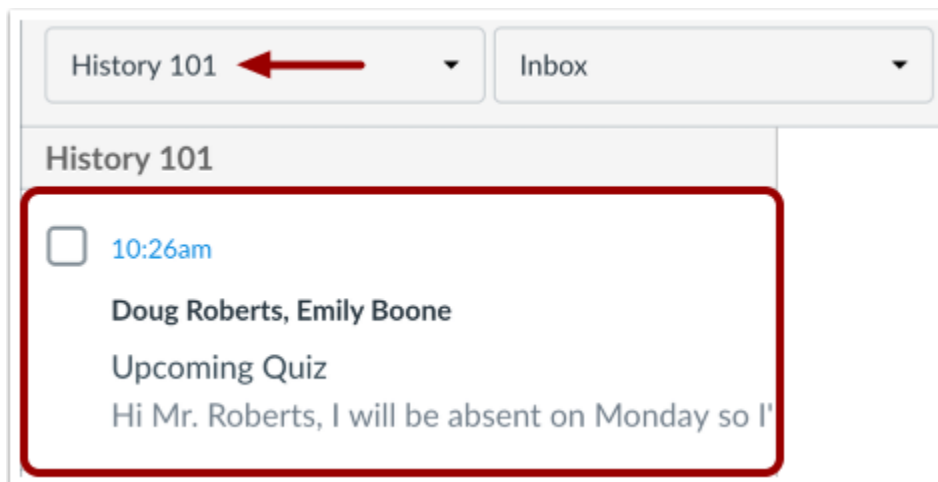 History 101
Inbox
History 101
10:26am
Doug Roberts, Emily Boone
Upcoming Quiz
Hi Mr. Roberts, I will be absent on Monday so I'